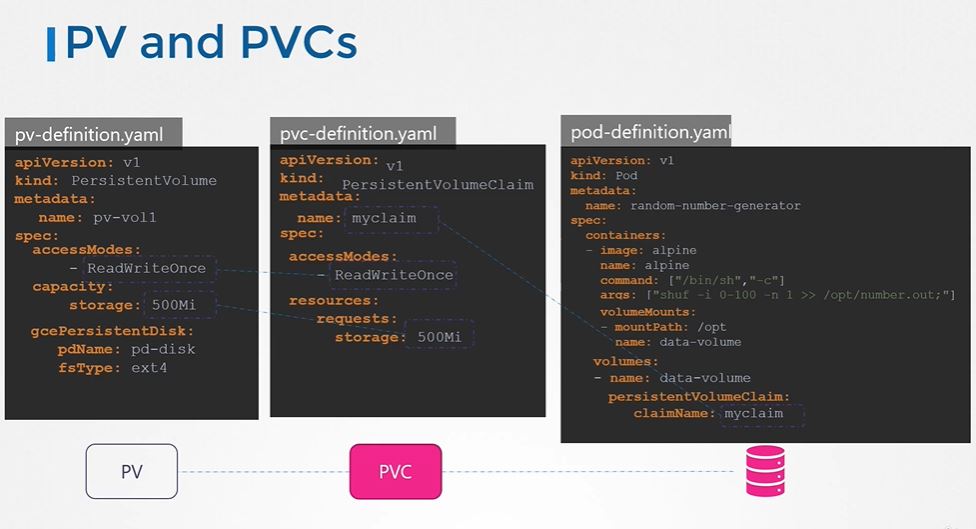 PV and PVCs
pv-definition.yaml
apiVersion: v1
kind: PersistentVolume
metadata:
name: pv-vol1
spec:
accessModes:
- ReadWriteOnce
capacity:
storage: 500Mi
gcePersistentDisk:
pdName: pd-disk
fsType: ext4
pvc-definition.yaml
apiVersion: v1
kind: PersistentVolumeClaim
metadata:
name: myclaim
spec:
accessModes:
- ReadWriteOnce
resources:
requests:
storage: 500Mi
pod-definition.yaml
apiVersion: v1
kind: Pod
metadata:
name: random-number-generator
spec:
containers:
- image: alpine
name: alpine
command: ["/bin/sh","-c"]
args: ["shuf -i 0-100 -n 1 >> /opt/number.out;"]
volumeMounts:
- mountPath: /opt
name: data-volume
volumes:
- name: data-volume
persistentVolumeClaim:
claimName: myclaim
PV
PVC